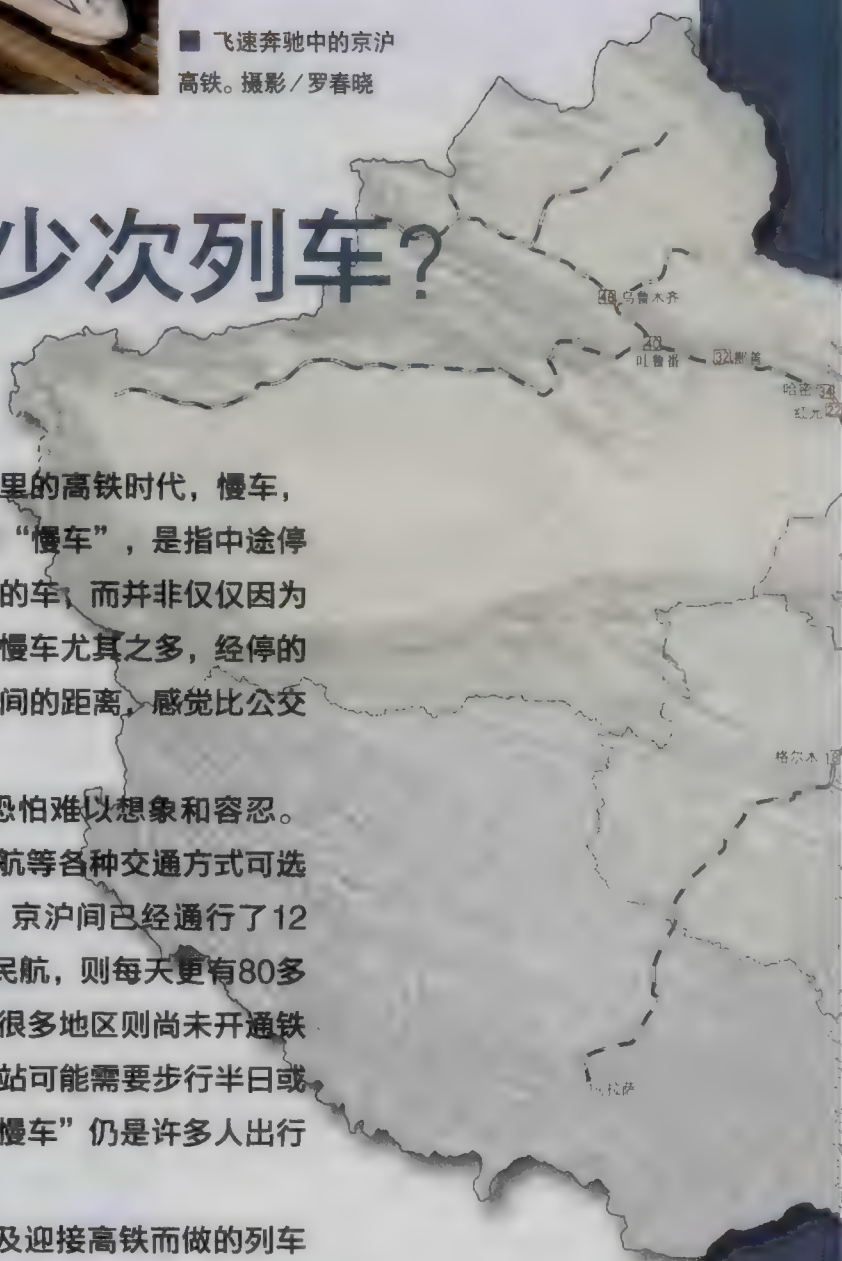 ■ 飞速奔驰中的京沪
高铁。摄影／罗春晓
少次列车？
里的高铁时代，慢车，
“慢车”，是指中途停
的车，而并非仅仅因为
慢车尤其之多，经停的
间的距离，感觉比公交
恐怕难以想象和容忍。
航等各种交通方式可选
京沪间已经通行了12
民航，则每天更有80多
很多地区则尚未开通铁
站可能需要步行半日或
慢车”仍是许多人出行
及迎接高铁而做的列车
46 乌鲁木齐
40
吐鲁番
32 鄯善
哈密 34
红光 22
格尔木 18
拉萨